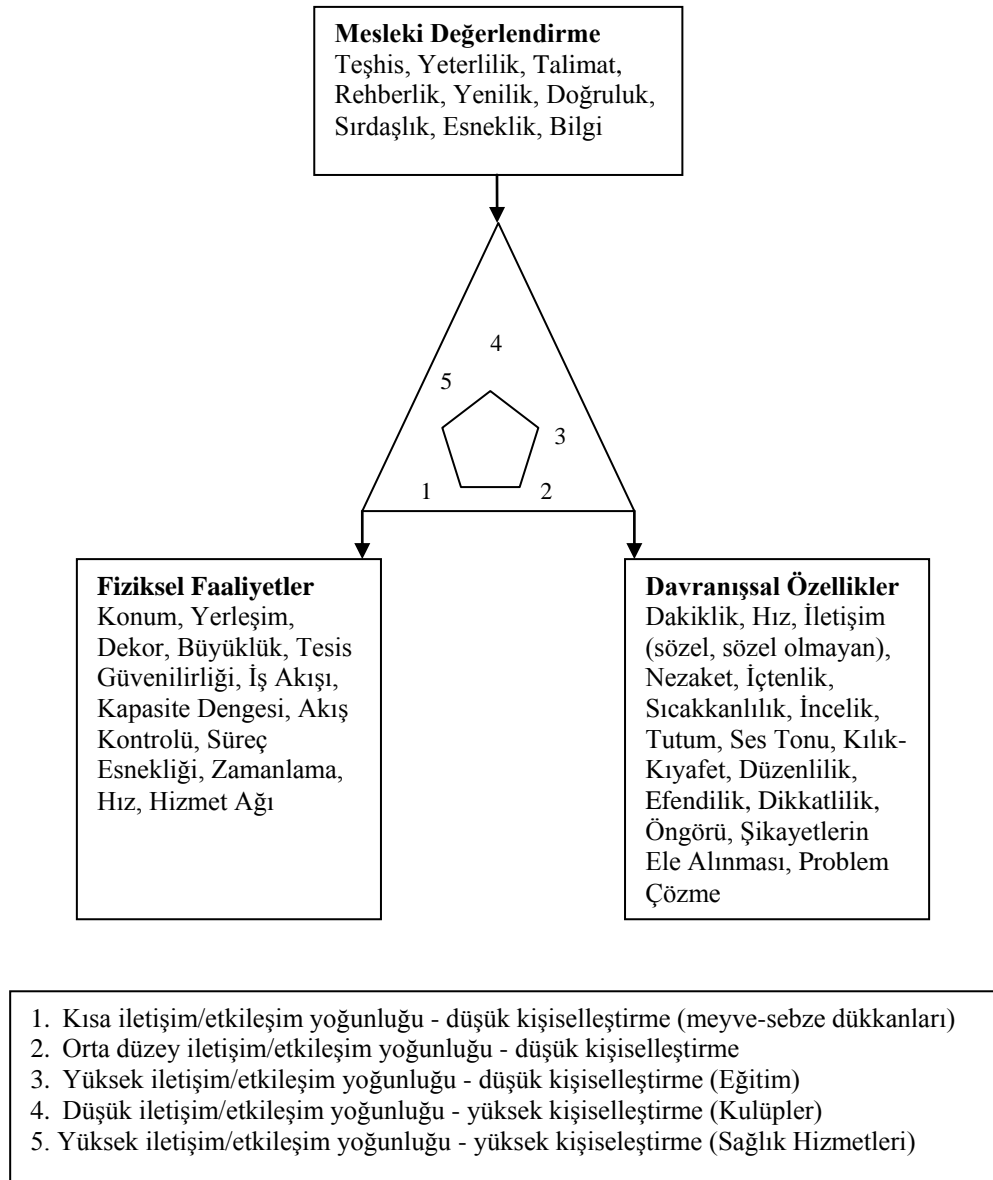 Mesleki Değerlendirme
Teşhis, Yeterlilik, Talimat,
Rehberlik, Yenilik, Doğruluk,
Sırdaşlık, Esneklik, Bilgi
4
5
3
1
2
Fiziksel Faaliyetler
Konum, Yerleşim,
Dekor, Büyüklük, Tesis
Güvenilirliği, İş Akışı,
Kapasite Dengesi, Akış
Kontrolü, Süreç
Esnekliği, Zamanlama,
Hız, Hizmet Ağı
Davranışsal Özellikler
Dakiklik, Hız, İletişim
(sözel, sözel olmayan),
Nezaket, İçtenlik,
Sıcakkanlılık, İncelik,
Tutum, Ses Tonu, Kılık-
Kıyafet, Düzenlilik,
Efendilik, Dikkatlilik,
Öngörü, Şikayetlerin
Ele Alınması, Problem
Çözme
1. Kısa iletişim/etkileşim yoğunluğu - düşük kişiselleştirme (meyve-sebze dükkanları)
2. Orta düzey iletişim/etkileşim yoğunluğu - düşük kişiselleştirme
3. Yüksek iletişim/etkileşim yoğunluğu - düşük kişiselleştirme (Eğitim)
4. Düşük iletişim/etkileşim yoğunluğu - yüksek kişiselleştirme (Kulüpler)
5. Yüksek iletişim/etkileşim yoğunluğu - yüksek kişiseleştirme (Sağlık Hizmetleri)